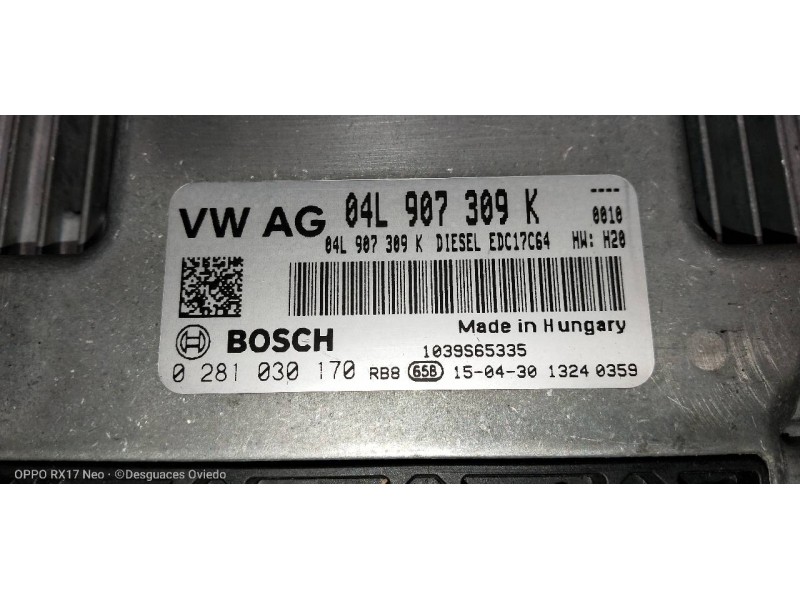 VW AG 04L 907 309 K ----
0010
04L 907 309 K DIESEL EDC17C64 HW: H20
Made in Hungary
BOSCH 1039S65335
0 281 030 170 RB8 65B 15-04-30 1324 0359
OPPO RX17 Neo · ©Desguaces Oviedo